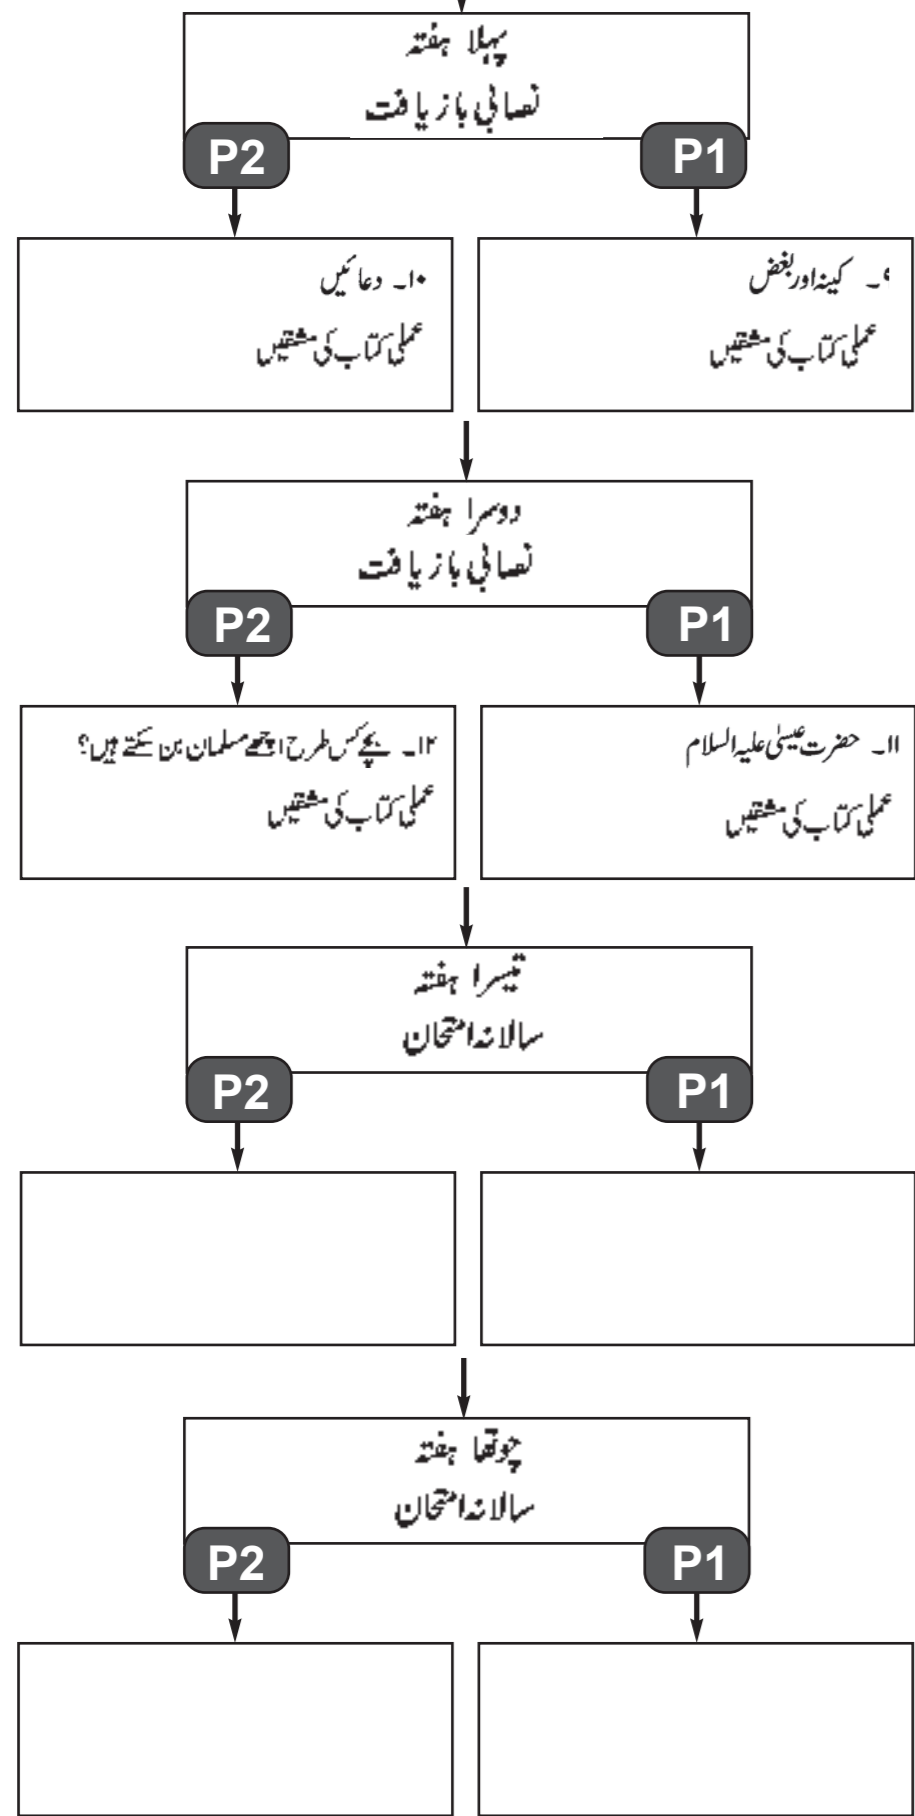 پہلا ہفتہ
نصابی بازیافت
P1
P2
۹۔ کینہ اور بغض
عملی کتاب کی مشقیں
۱۰۔ دعائیں
عملی کتاب کی مشقیں
دوسرا ہفتہ
نصابی بازیافت
P1
P2
۱۱۔ حضرت عیسیٰ علیہ السلام
عملی کتاب کی مشقیں
۱۲۔ بچے کس طرح اچھے مسلمان بن سکتے ہیں؟
عملی کتاب کی مشقیں
تیسرا ہفتہ
سالانہ امتحان
P1
P2
چوتھا ہفتہ
سالانہ امتحان
P1
P2